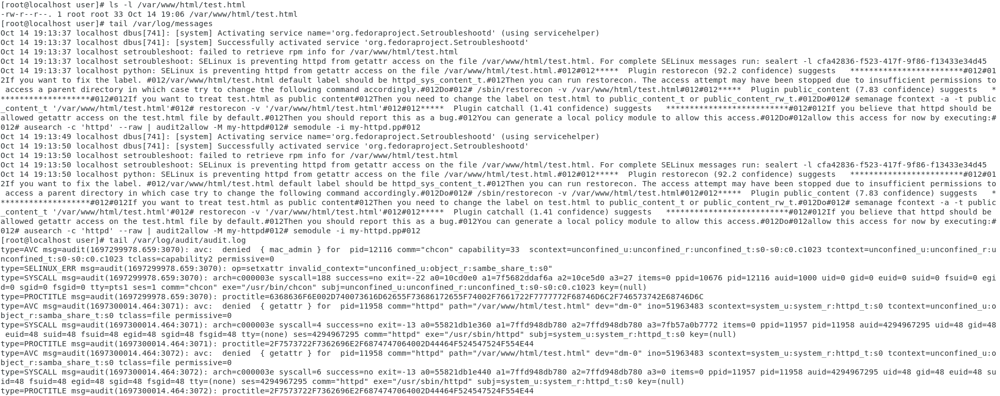 [root@localhost user]# ls -l /var/www/html/test.html
-rw-r--r--. 1 root root 33 Oct 14 19:06 /var/www/html/test.html
[root@localhost user]# tail /var/log/messages
Oct 14 19:13:37 localhost dbus[741]: [system] Activating service name='org.fedoraproject.Setroubleshootd' (using servicehelper)
Oct 14 19:13:37 localhost dbus[741]: [system] Successfully activated service 'org.fedoraproject.Setroubleshootd'
Oct 14 19:13:37 localhost setroubleshoot: failed to retrieve rpm info for /var/www/html/test.html
Oct 14 19:13:37 localhost setroubleshoot: SELinux is preventing httpd from getattr access on the file /var/www/html/test.html. For complete SELinux messages run: sealert -l cfa42836-f523-417f-9f86-f13433e34d45
Oct 14 19:13:37 localhost python: SELinux is preventing httpd from getattr access on the file /var/www/html/test.html.#012#012*****  Plugin restorecon (92.2 confidence) suggests   ************************#012#01
2If you want to fix the label. #012/var/www/html/test.html default label should be httpd_sys_content_t.#012Then you can run restorecon. The access attempt may have been stopped due to insufficient permissions to
 access a parent directory in which case try to change the following command accordingly.#012Do#012# /sbin/restorecon -v /var/www/html/test.html#012#012*****  Plugin public_content (7.83 confidence) suggests   *
*******************#012#012If you want to treat test.html as public content#012Then you need to change the label on test.html to public_content_t or public_content_rw_t.#012Do#012# semanage fcontext -a -t public
_content_t '/var/www/html/test.html'#012# restorecon -v '/var/www/html/test.html'#012#012*****  Plugin catchall (1.41 confidence) suggests   **************************#012#012If you believe that httpd should be
allowed getattr access on the test.html file by default.#012Then you should report this as a bug.#012You can generate a local policy module to allow this access.#012Do#012allow this access for now by executing:#
012# ausearch -c 'httpd' --raw | audit2allow -M my-httpd#012# semodule -i my-httpd.pp#012
Oct 14 19:13:49 localhost dbus[741]: [system] Activating service name='org.fedoraproject.Setroubleshootd' (using servicehelper)
Oct 14 19:13:50 localhost dbus[741]: [system] Successfully activated service 'org.fedoraproject.Setroubleshootd'
Oct 14 19:13:50 localhost setroubleshoot: failed to retrieve rpm info for /var/www/html/test.html
Oct 14 19:13:50 localhost setroubleshoot: SELinux is preventing httpd from getattr access on the file /var/www/html/test.html. For complete SELinux messages run: sealert -l cfa42836-f523-417f-9f86-f13433e34d45
Oct 14 19:13:50 localhost python: SELinux is preventing httpd from getattr access on the file /var/www/html/test.html.#012#012*****  Plugin restorecon (92.2 confidence) suggests   ************************#012#01
2If you want to fix the label. #012/var/www/html/test.html default label should be httpd_sys_content_t.#012Then you can run restorecon. The access attempt may have been stopped due to insufficient permissions to
 access a parent directory in which case try to change the following command accordingly.#012Do#012# /sbin/restorecon -v /var/www/html/test.html#012#012*****  Plugin public_content (7.83 confidence) suggests   *
*******************#012#012If you want to treat test.html as public content#012Then you need to change the label on test.html to public_content_t or public_content_rw_t.#012Do#012# semanage fcontext -a -t public
_content_t '/var/www/html/test.html'#012# restorecon -v '/var/www/html/test.html'#012#012*****  Plugin catchall (1.41 confidence) suggests   **************************#012#012If you believe that httpd should be
allowed getattr access on the test.html file by default.#012Then you should report this as a bug.#012You can generate a local policy module to allow this access.#012Do#012allow this access for now by executing:#
012# ausearch -c 'httpd' --raw | audit2allow -M my-httpd#012# semodule -i my-httpd.pp#012
[root@localhost user]# tail /var/log/audit/audit.log
type=AVC msg=audit(1697299978.659:3070): avc:  denied  { mac_admin } for  pid=12116 comm="chcon" capability=33  scontext=unconfined_u:unconfined_r:unconfined_t:s0-s0:c0.c1023 tcontext=unconfined_u:unconfined_r:u
nconfined_t:s0-s0:c0.c1023 tclass=capability2 permissive=0
type=SELINUX_ERR msg=audit(1697299978.659:3070): op=setxattr invalid_context="unconfined_u:object_r:sambe_share_t:s0"
type=SYSCALL msg=audit(1697299978.659:3070): arch=c000003e syscall=188 success=no exit=-22 a0=10cd0e0 a1=7f5682ddaf6a a2=10ce5d0 a3=27 items=0 ppid=10676 pid=12116 auid=1000 uid=0 gid=0 euid=0 suid=0 fsuid=0 egi
d=0 sgid=0 fsgid=0 tty=pts1 ses=1 comm="chcon" exe="/usr/bin/chcon" subj=unconfined_u:unconfined_r:unconfined_t:s0-s0:c0.c1023 key=(null)
type=PROCTITLE msg=audit(1697299978.659:3070): proctitle=6368636F6E002D740073616D62655F73686172655F74002F7661722F7777772F68746D6C2F746573742E68746D6C
type=AVC msg=audit(1697300014.464:3071): avc:  denied  { getattr } for  pid=11958 comm="httpd" path="/var/www/html/test.html" dev="dm-0" ino=51963483 scontext=system_u:system_r:httpd_t:s0 tcontext=unconfined_u:o
bject_r:samba_share_t:s0 tclass=file permissive=0
type=SYSCALL msg=audit(1697300014.464:3071): arch=c000003e syscall=4 success=no exit=-13 a0=55821db1e360 a1=7ffd948db780 a2=7ffd948db780 a3=7fb57a0b7772 items=0 ppid=11957 pid=11958 auid=4294967295 uid=48 gid=48
 euid=48 suid=48 fsuid=48 egid=48 sgid=48 fsgid=48 tty=(none) ses=4294967295 comm="httpd" exe="/usr/sbin/httpd" subj=system_u:system_r:httpd_t:s0 key=(null)
type=PROCTITLE msg=audit(1697300014.464:3071): proctitle=2F7573722F7362696E2F6874747064002D44464F524547524F554E44
type=AVC msg=audit(1697300014.464:3072): avc:  denied  { getattr } for  pid=11958 comm="httpd" path="/var/www/html/test.html" dev="dm-0" ino=51963483 scontext=system_u:system_r:httpd_t:s0 tcontext=unconfined_u:o
bject_r:samba_share_t:s0 tclass=file permissive=0
type=SYSCALL msg=audit(1697300014.464:3072): arch=c000003e syscall=6 success=no exit=-13 a0=55821db1e440 a1=7ffd948db780 a2=7ffd948db780 a3=0 items=0 ppid=11957 pid=11958 auid=4294967295 uid=48 gid=48 euid=48 su
id=48 fsuid=48 egid=48 sgid=48 fsgid=48 tty=(none) ses=4294967295 comm="httpd" exe="/usr/sbin/httpd" subj=system_u:system_r:httpd_t:s0 key=(null)
type=PROCTITLE msg=audit(1697300014.464:3072): proctitle=2F7573722F7362696E2F6874747064002D44464F524547524F554E44